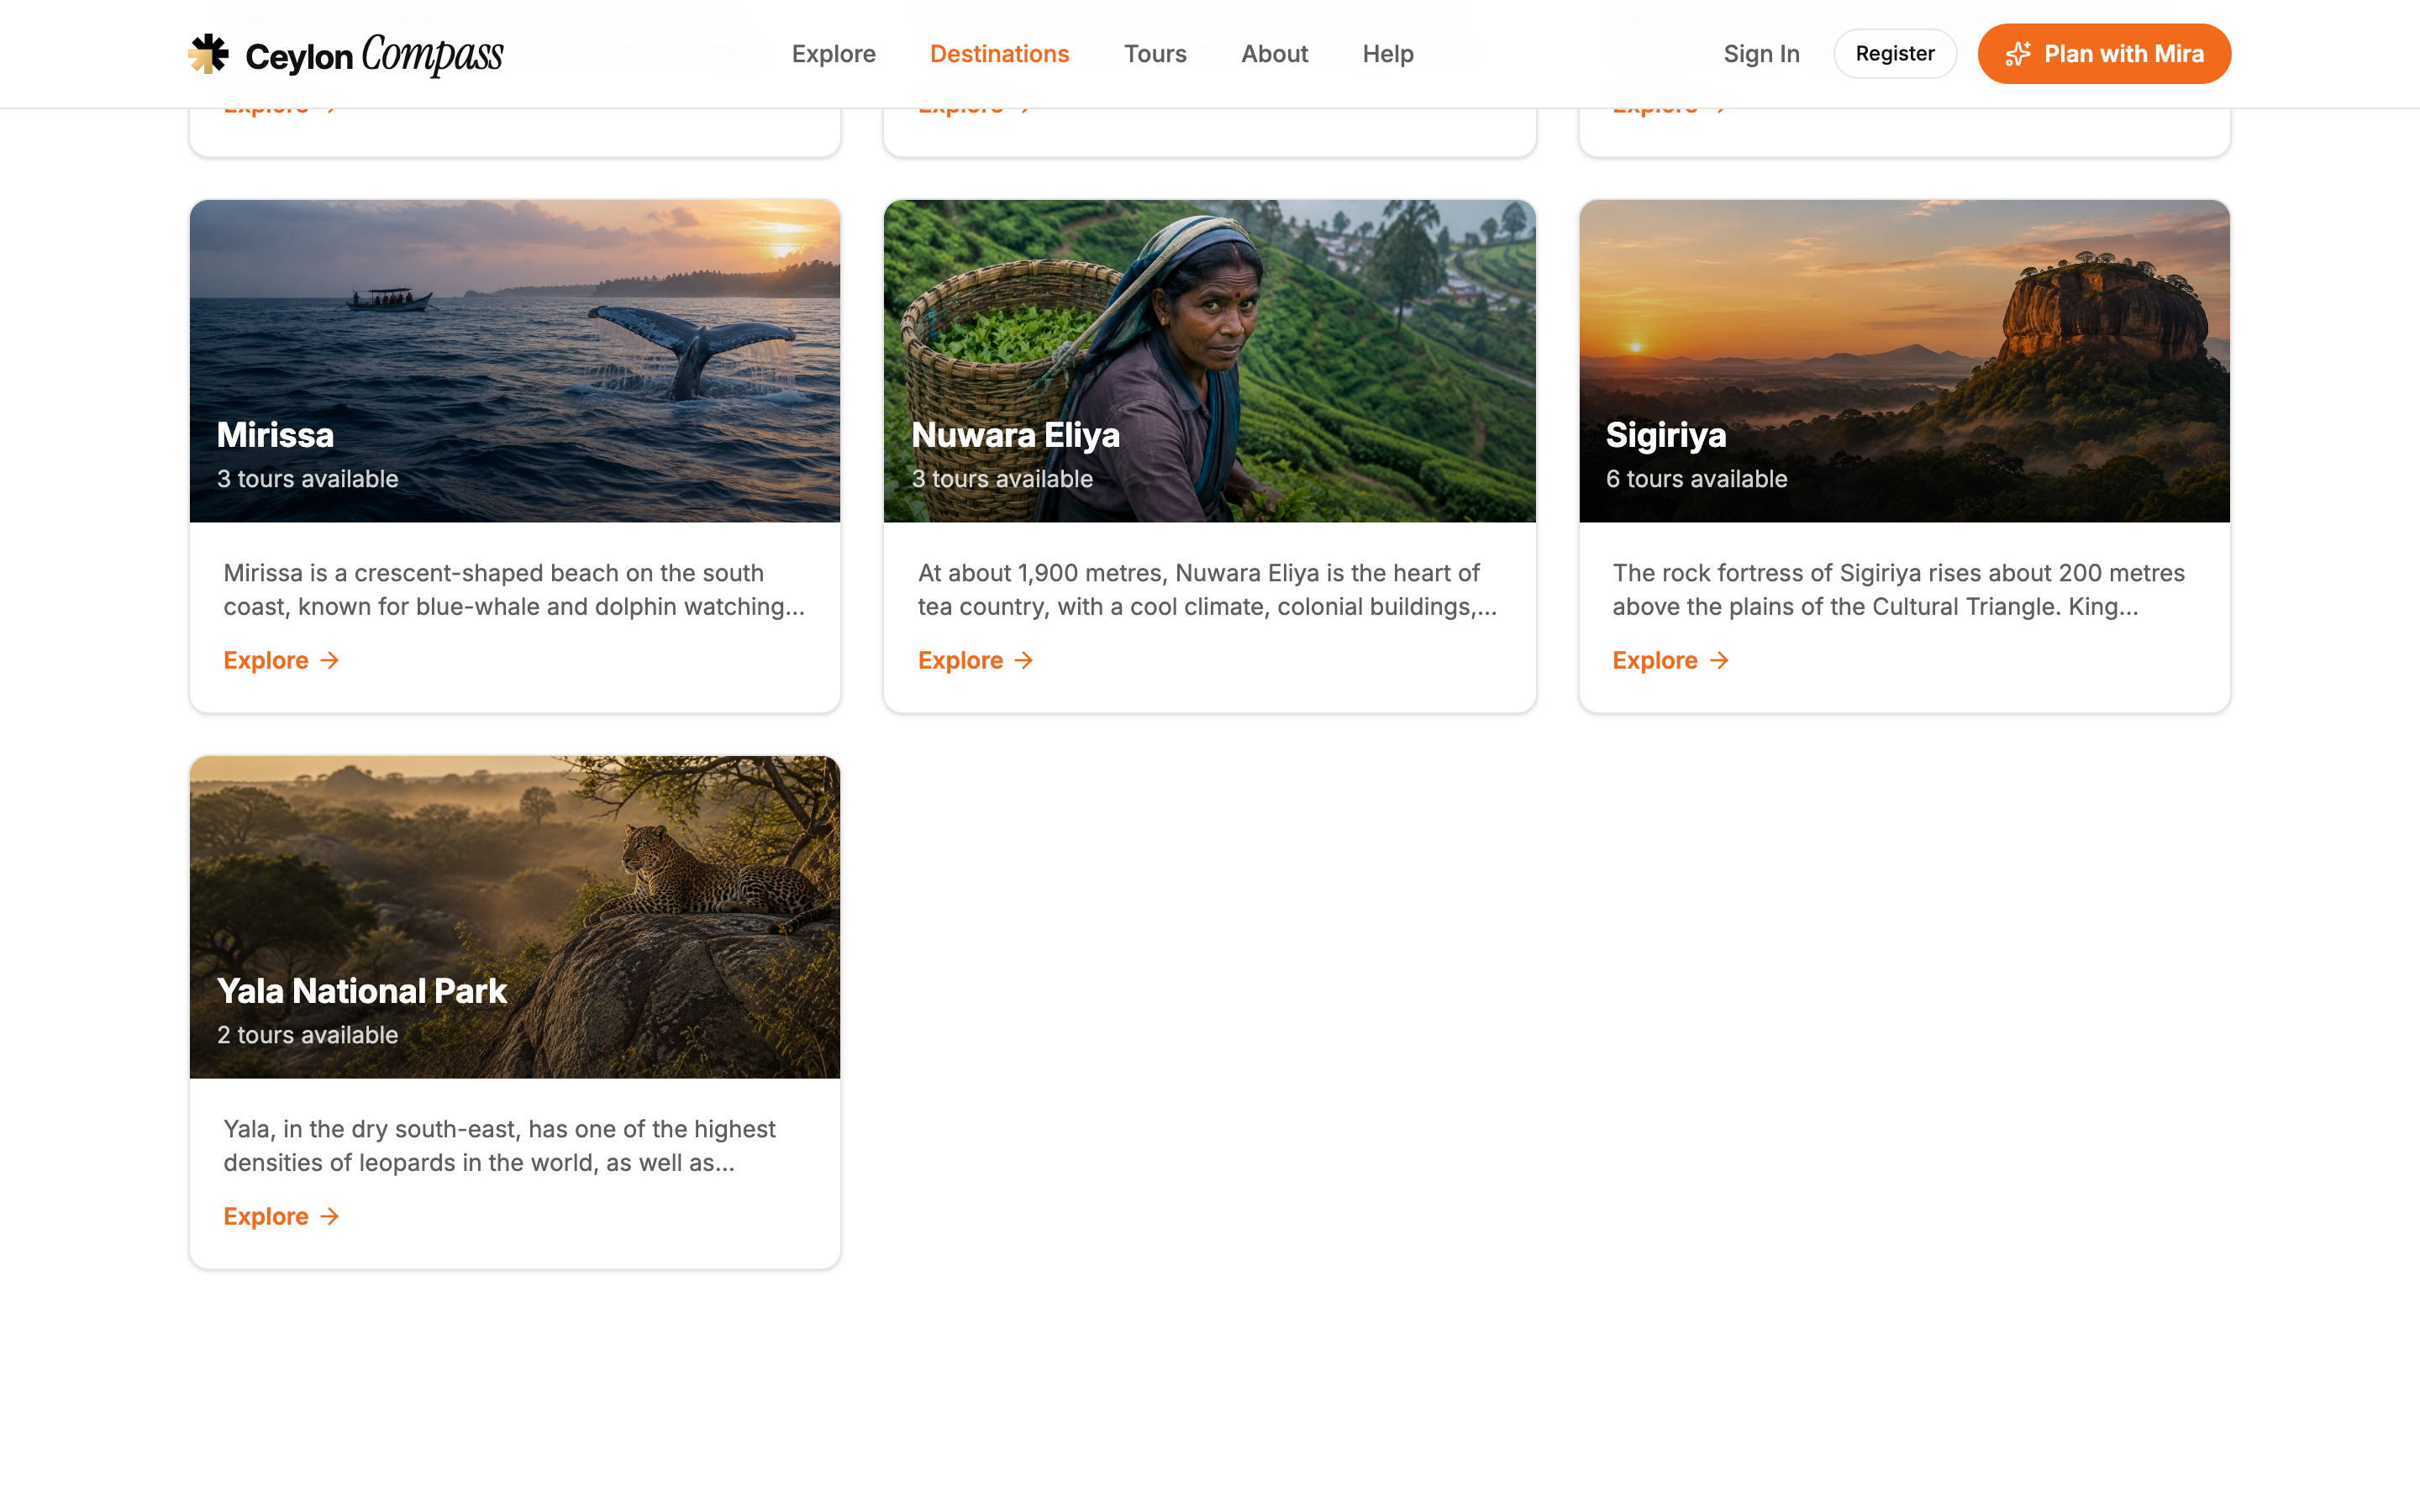 Ceylon Compass
Explore
Destinations
Tours
About
Help
Sign In
Register
Plan with Mira
Explore →
Explore →
Explore →
Mirissa
3 tours available
Mirissa is a crescent-shaped beach on the south
coast, known for blue-whale and dolphin watching...
Explore →
Nuwara Eliya
3 tours available
At about 1,900 metres, Nuwara Eliya is the heart of
tea country, with a cool climate, colonial buildings,...
Explore →
Sigiriya
6 tours available
The rock fortress of Sigiriya rises about 200 metres
above the plains of the Cultural Triangle. King...
Explore →
Yala National Park
2 tours available
Yala, in the dry south-east, has one of the highest
densities of leopards in the world, as well as...
Explore →